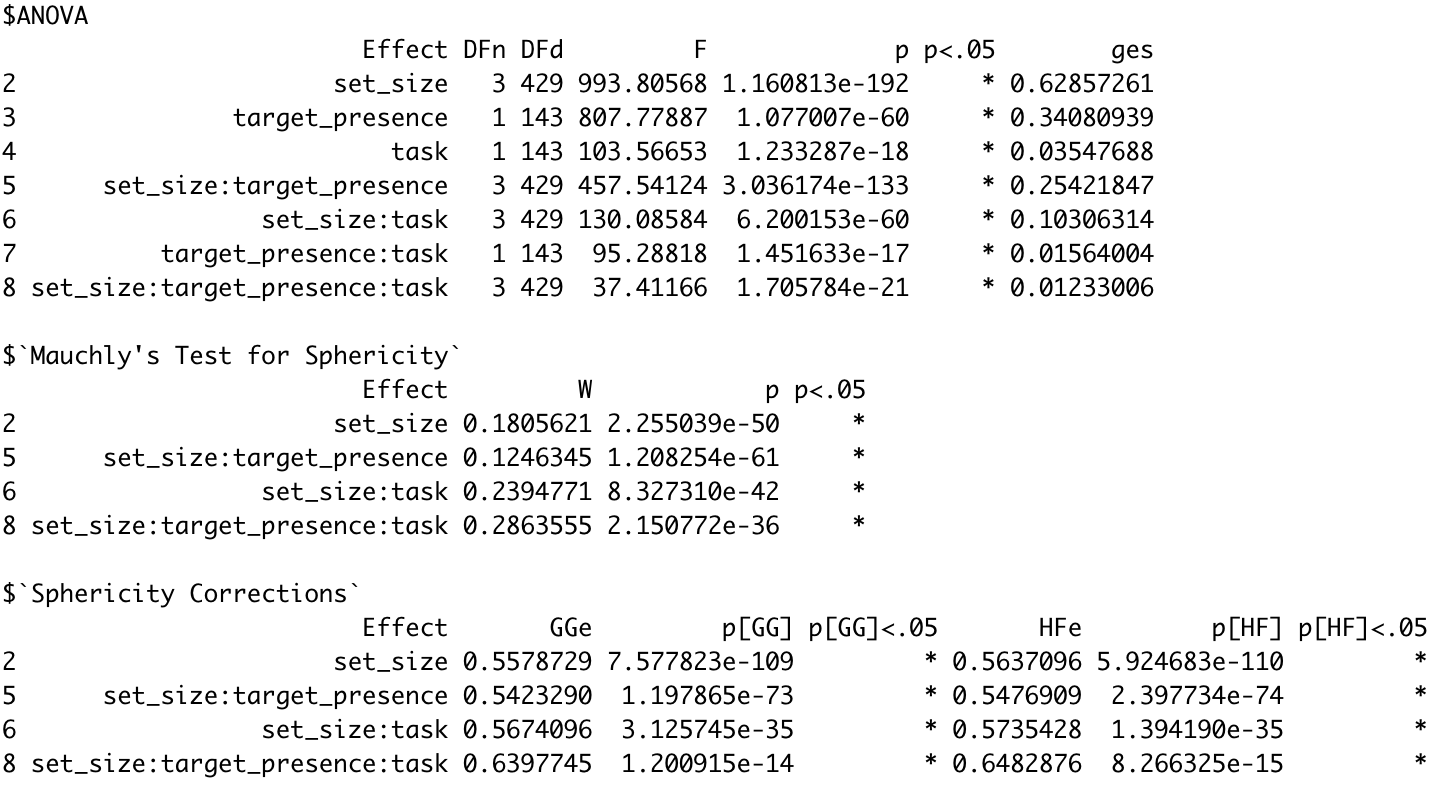 $ANOVA
                         Effect DFn DFd         F             p p<.05        ges
2                      set_size   3 429 993.80568 1.160813e-192     * 0.62857261
3               target_presence   1 143 807.77887  1.077007e-60     * 0.34080939
4                          task   1 143 103.56653  1.233287e-18     * 0.03547688
5      set_size:target_presence   3 429 457.54124 3.036174e-133     * 0.25421847
6                 set_size:task   3 429 130.08584  6.200153e-60     * 0.10306314
7          target_presence:task   1 143  95.28818  1.451633e-17     * 0.01564004
8 set_size:target_presence:task   3 429  37.41166  1.705784e-21     * 0.01233006
$`Mauchly's Test for Sphericity`
                         Effect         W            p p<.05
2                      set_size 0.1805621 2.255039e-50     *
5      set_size:target_presence 0.1246345 1.208254e-61     *
6                 set_size:task 0.2394771 8.327310e-42     *
8 set_size:target_presence:task 0.2863555 2.150772e-36     *
$`Sphericity Corrections`
                         Effect       GGe         p[GG] p[GG]<.05       HFe         p[HF] p[HF]<.05
2                      set_size 0.5578729 7.577823e-109         * 0.5637096 5.924683e-110         *
5      set_size:target_presence 0.5423290  1.197865e-73         * 0.5476909  2.397734e-74         *
6                 set_size:task 0.5674096  3.125745e-35         * 0.5735428  1.394190e-35         *
8 set_size:target_presence:task 0.6397745  1.200915e-14         * 0.6482876  8.266325e-15         *